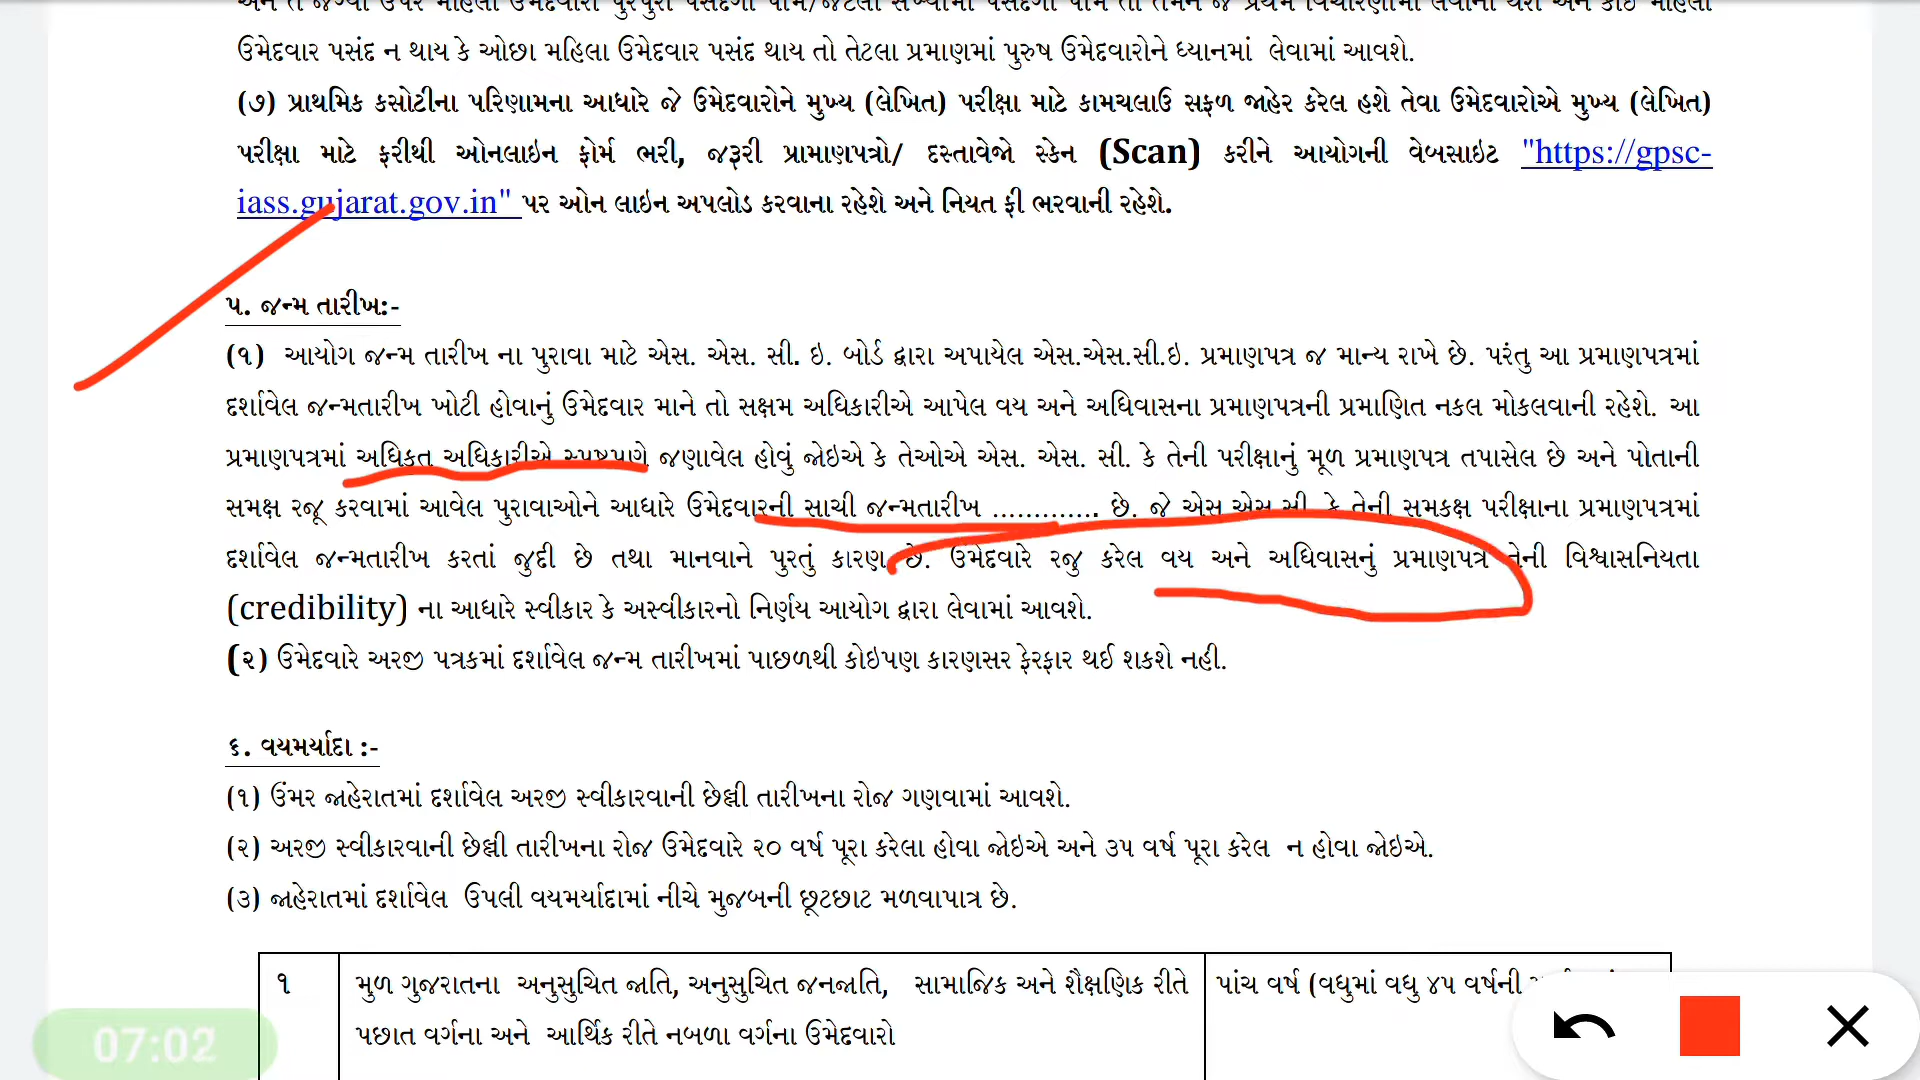 ઉમેદવાર પસંદ ન થાય કે ઓછા મહિલા ઉમેદવાર પસંદ થાય તો તેટલા પ્રમાણમાં પુરુષ ઉમેદવારોને ધ્યાનમાં લેવામાં આવશે.
(૭) પ્રાથમિક કસોટીના પરિણામના આધારે જે ઉમેદવારોને મુખ્ય (લેખિત) પરીક્ષા માટે કામચલાઉ સફળ જાહેર કરેલ હશે તેવા ઉમેદવારોએ મુખ્ય (લેખિત)
પરીક્ષા માટે ફરીથી ઓનલાઇન ફોર્મ ભરી, જરૂરી પ્રામાણપત્રો/ દસ્તાવેજો સ્કેન (Scan) કરીને આયોગની વેબસાઇટ "https://gpsc-
iass.gujarat.gov.in" પર ઓન લાઇન અપલોડ કરવાના રહેશે અને નિયત ફી ભરવાની રહેશે.
૫. જન્મ તારીખ:-
(૧) આયોગ જન્મ તારીખ ના પુરાવા માટે એસ. એસ. સી. ઇ. બોર્ડ દ્વારા અપાયેલ એસ.એસ.સી.ઇ. પ્રમાણપત્ર જ માન્ય રાખે છે. પરંતુ આ પ્રમાણપત્રમાં
દર્શાવેલ જન્મતારીખ ખોટી હોવાનું ઉમેદવાર માને તો સક્ષમ અધિકારીએ આપેલ વય અને અધિવાસના પ્રમાણપત્રની પ્રમાણિત નકલ મોકલવાની રહેશે. આ
પ્રમાણપત્રમાં અધિકૃત અધિકારીએ સ્પષ્ટપણે જણાવેલ હોવું જોઇએ કે તેઓએ એસ. એસ. સી. કે તેની પરીક્ષાનું મૂળ પ્રમાણપત્ર તપાસેલ છે અને પોતાની
સમક્ષ રજૂ કરવામાં આવેલ પુરાવાઓને આધારે ઉમેદવારની સાચી જન્મતારીખ ............. છે. જે એસ.એસ.સી. કે તેની સમકક્ષ પરીક્ષાના પ્રમાણપત્રમાં
દર્શાવેલ જન્મતારીખ કરતાં જુદી છે તથા માનવાને પુરતું કારણ છે. ઉમેદવારે રજુ કરેલ વય અને અધિવાસનું પ્રમાણપત્ર તેની વિશ્વાસનિયતા
(credibility) ના આધારે સ્વીકાર કે અસ્વીકારનો નિર્ણય આયોગ દ્વારા લેવામાં આવશે.
(૨) ઉમેદવારે અરજી પત્રકમાં દર્શાવેલ જન્મ તારીખમાં પાછળથી કોઇપણ કારણસર ફેરફાર થઈ શકશે નહી.
૬. વયમર્યાદા :-
(૧) ઉંમર જાહેરાતમાં દર્શાવેલ અરજી સ્વીકારવાની છેલ્લી તારીખના રોજ ગણવામાં આવશે.
(૨) અરજી સ્વીકારવાની છેલ્લી તારીખના રોજ ઉમેદવારે ૨૦ વર્ષ પૂરા કરેલા હોવા જોઇએ અને ૩૫ વર્ષ પૂરા કરેલ ન હોવા જોઇએ.
(૩) જાહેરાતમાં દર્શાવેલ ઉપલી વયમર્યાદામાં નીચે મુજબની છૂટછાટ મળવાપાત્ર છે.
૧ મુળ ગુજરાતના અનુસુચિત જાતિ, અનુસુચિત જનજાતિ, સામાજિક અને શૈક્ષણિક રીતે પાંચ વર્ષ (વધુમાં વધુ ૪૫ વર્ષની
પછાત વર્ગના અને આર્થિક રીતે નબળા વર્ગના ઉમેદવારો
07:02